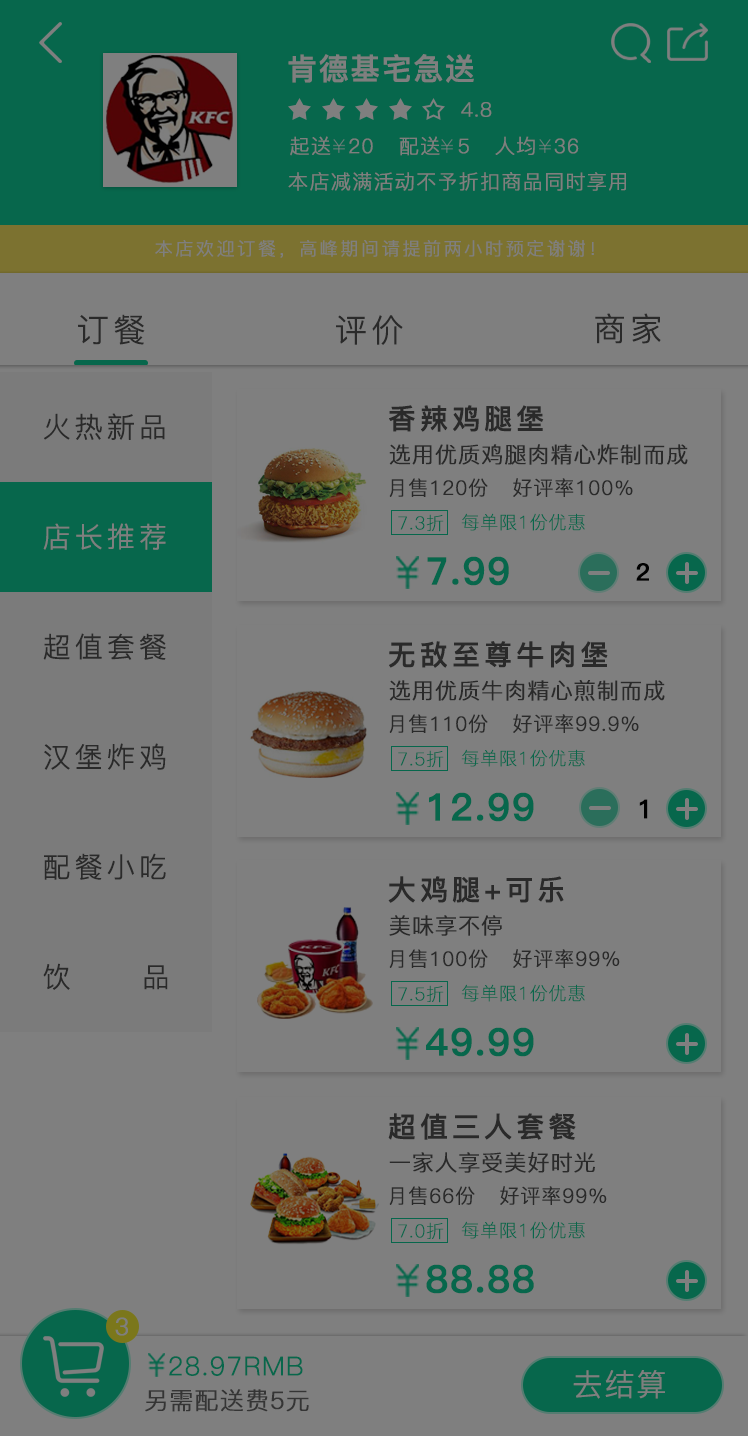 肯德基宅急送
KFC
4.8
起送¥20 配送¥5 人均¥36
本店减满活动不予折扣商品同时享用
本店欢迎订餐，高峰期间请提前两小时预定谢谢！
订餐 评价 商家
火热新品
店长推荐
超值套餐
汉堡炸鸡
配餐小吃
饮 品
香辣鸡腿堡
选用优质鸡腿肉精心炸制而成
月售120份 好评率100%
7.3折 每单限1份优惠
¥7.99 2
无敌至尊牛肉堡
选用优质牛肉精心煎制而成
月售110份 好评率99.9%
7.5折 每单限1份优惠
¥12.99 1
大鸡腿+可乐
美味享不停
月售100份 好评率99%
7.5折 每单限1份优惠
¥49.99
KFC
超值三人套餐
一家人享受美好时光
月售66份 好评率99%
7.0折 每单限1份优惠
¥88.88
3
¥28.97RMB
另需配送费5元
去结算